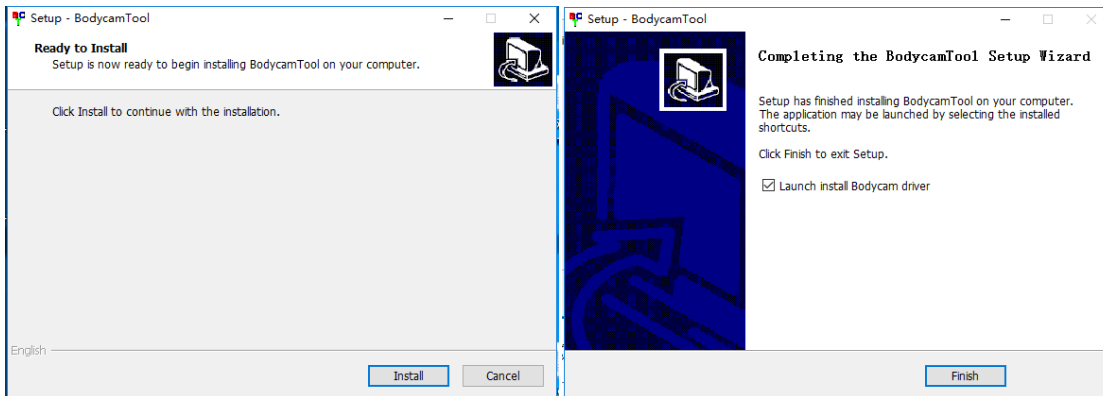 Setup - BodycamTool
Ready to Install
Setup is now ready to begin installing BodycamTool on your computer.
Click Install to continue with the installation.
English
Install
Cancel
Setup - BodycamTool
Completing the BodycamTool Setup Wizard
Setup has finished installing BodycamTool on your computer.
The application may be launched by selecting the installed
shortcuts.
Click Finish to exit Setup.
Launch install Bodycam driver
Finish